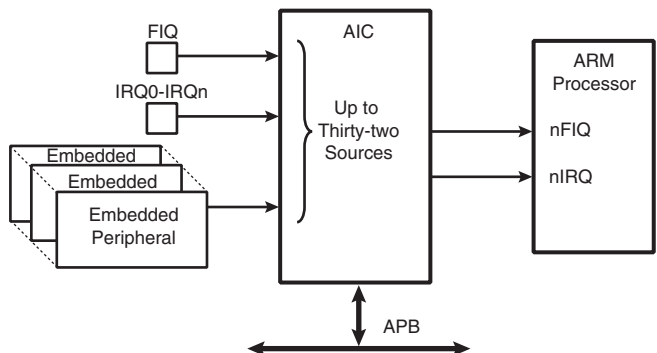 FIQ
IRQ0-IRQn
Embedded
Embedded
Embedded
Peripheral
AIC
Up to
Thirty-two
Sources
ARM
Processor
nFIQ
nIRQ
APB